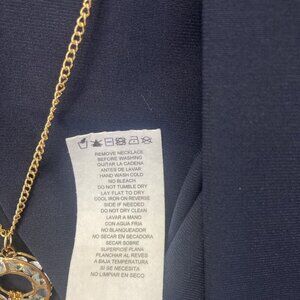 REMOVE NECKLACE
BEFORE WASHING
QUITAR LA CADENA
ANTES DE LAVAR
HAND WASH COLD
NO BLEACH
DO NOT TUMBLE DRY
LAY FLAT TO DRY
COOL IRON ON REVERSE
SIDE IF NEEDED
DO NOT DRY CLEAN
LAVAR A MANO
CON AGUA FRIA
NO BLANQUEADOR
NO SECAR EN SECADORA
SECAR SOBRE
SUPERFICIE PLANA
PLANCHAR AL REVES
A BAJA TEMPERATURA
SI SE NECESITA
NO LIMPIAR EN SECO